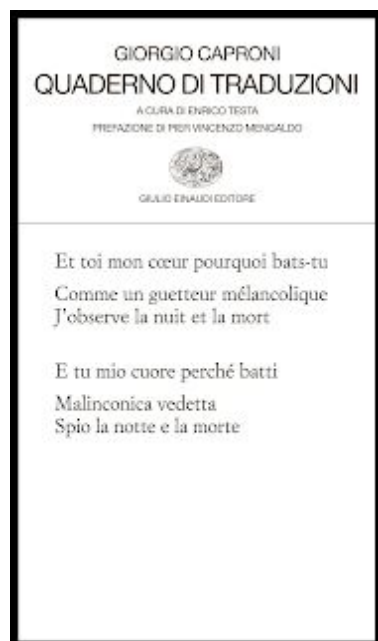 GIORGIO CAPRONI
QUADERNO DI TRADUZIONI
A CURA DI ENRICO TESTA
PREFAZIONE DI PIER VINCENZO MENGALDO
GIULIO EINAUDI EDITORE
Et toi mon cœur pourquoi bats-tu
Comme un guetteur mélancolique
J'observe la nuit et la mort
E tu mio cuore perché batti
Malinconica vedetta
Spio la notte e la morte